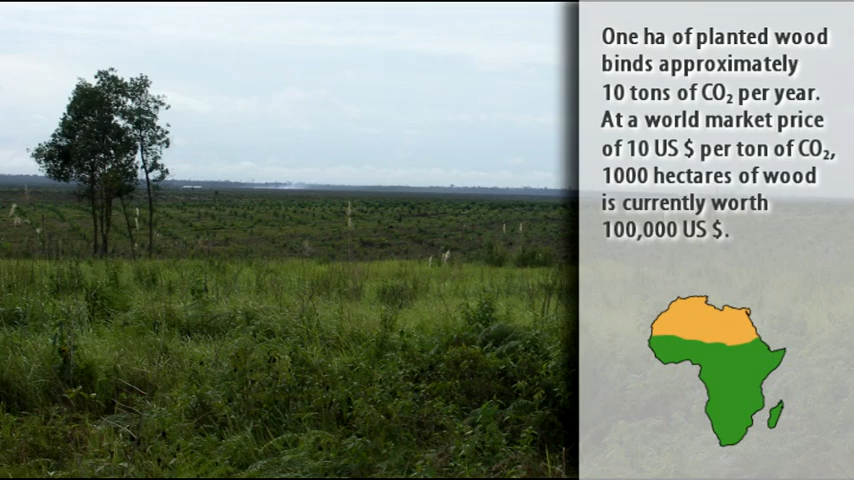 One ha of planted wood
binds approximately
10 tons of CO₂ per year.
At a world market price
of 10 US $ per ton of CO₂,
1000 hectares of wood
is currently worth
100,000 US $.